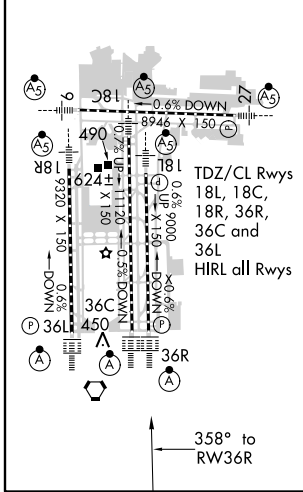 A5
A5
18C
0.6% DOWN
9
27
A5
8946 X 150
P
A5
A5
490
18R
18L
0.7% UP
9320 X 150
624±
11120 X 150
P
0.6% UP
9000 X 150
0.5% DOWN
0.6% DOWN
0.6% DOWN
TDZ/CL Rwys
18L, 18C,
18R, 36R,
36C and
36L
HIRL all Rwys
36C
P
36L
450
P
36R
A
A
A
358° to
RW36R